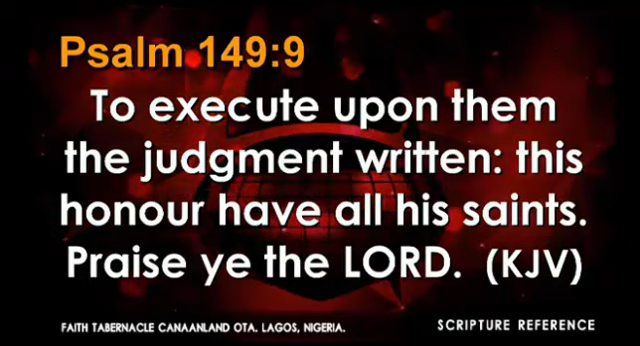 Psalm 149:9
To execute upon them
the judgment written: this
honour have all his saints.
Praise ye the LORD. (KJV)
FAITH TABERNACLE CANAANLAND OTA. LAGOS, NIGERIA.
SCRIPTURE REFERENCE